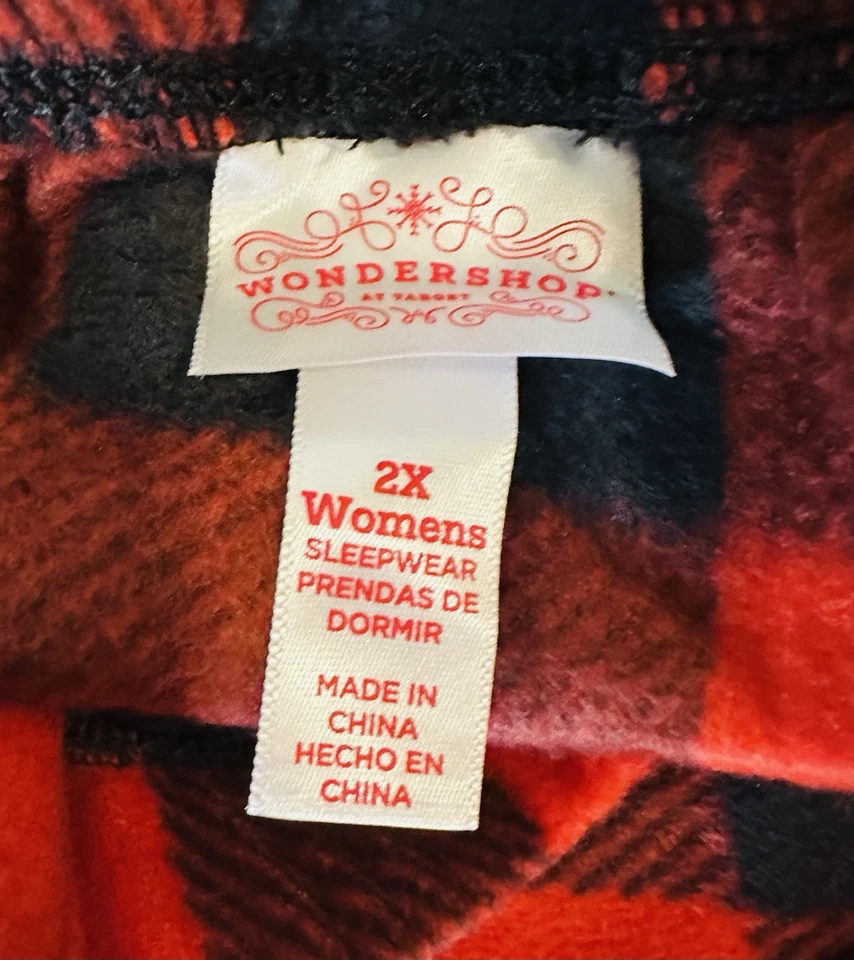 WONDERSHOP
AT TARGET
2X
Womens
SLEEPWEAR
PRENDAS DE
DORMIR
MADE IN
CHINA
HECHO EN
CHINA